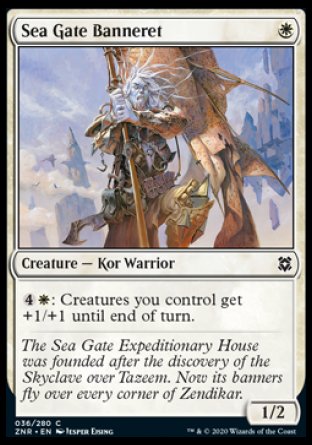 Sea Gate Banneret
Creature — Kor Warrior
4: Creatures you control get
+1/+1 until end of turn.
The Sea Gate Expeditionary House
was founded after the discovery of the
Skyclave over Tazeem. Now its banners
fly over every corner of Zendikar.
1/2
036/280 C
ZNR • EN Jesper Ejsing
™ & © 2020 Wizards of the Coast